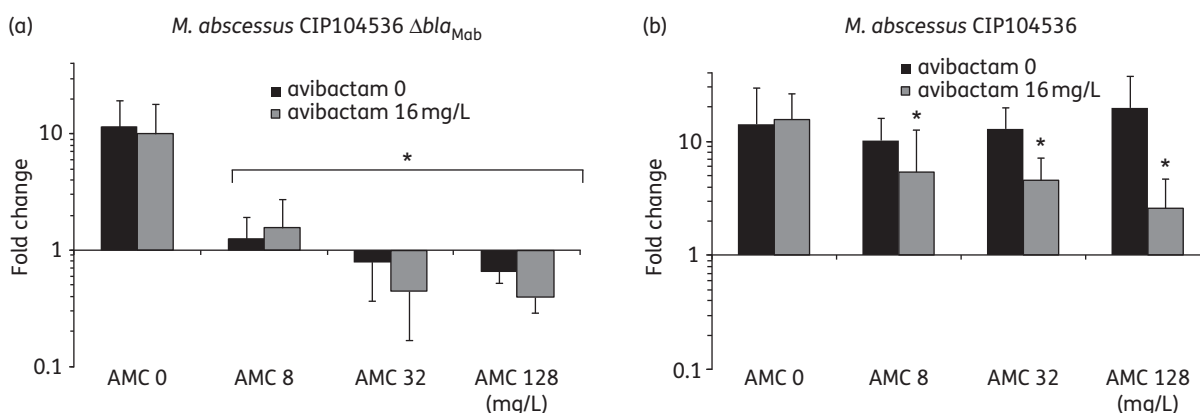 (a) M. abscessus CIP104536 ΔblaMab
avibactam 0
avibactam 16 mg/L
*
Fold change
10
1
0.1
AMC 0 AMC 8 AMC 32 AMC 128
(mg/L)
(b) M. abscessus CIP104536
avibactam 0
avibactam 16 mg/L
* * *
Fold change
10
1
0.1
AMC 0 AMC 8 AMC 32 AMC 128
(mg/L)